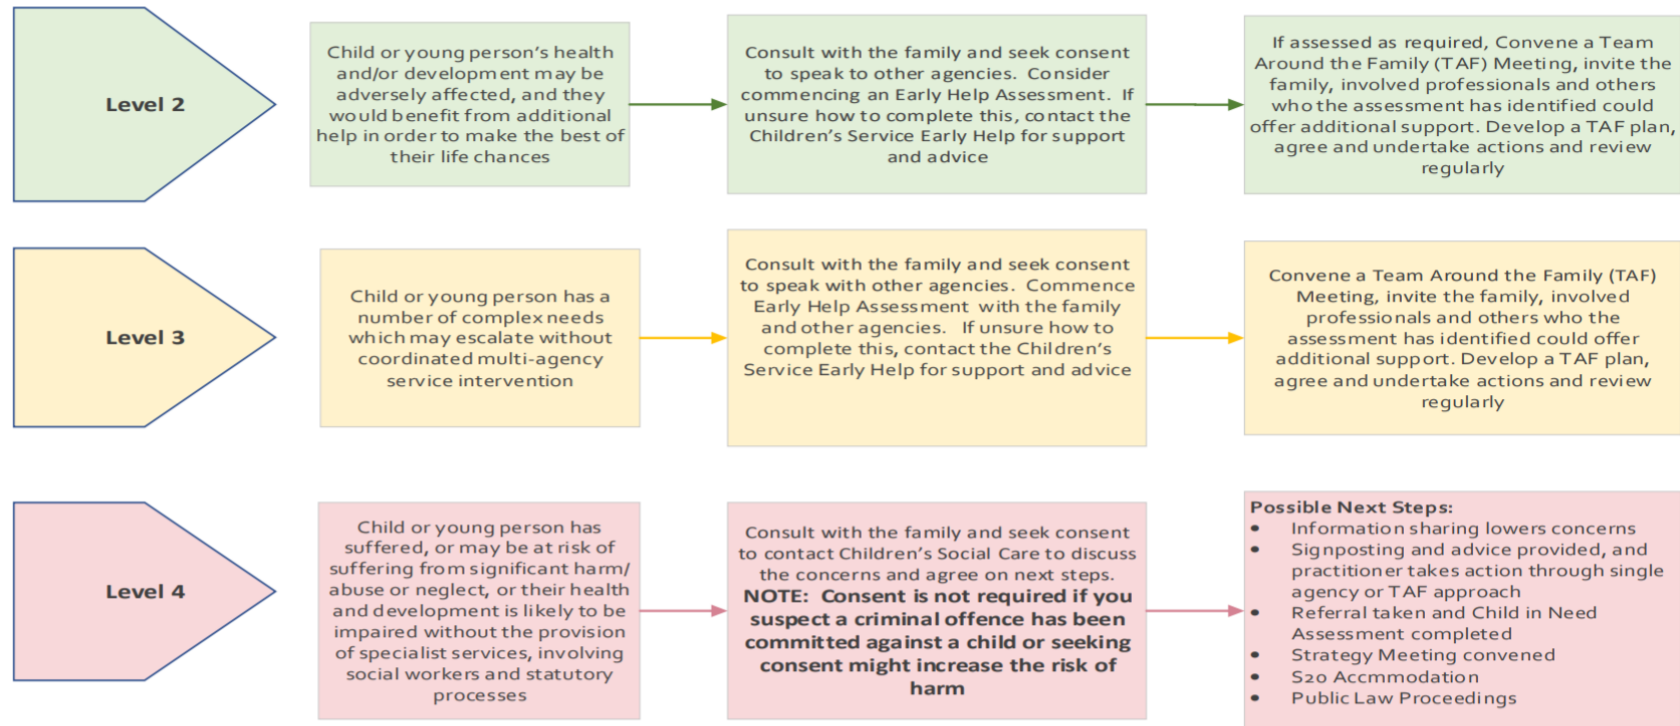 Level 2
Child or young person's health
and/or development may be
adversely affected, and they
would benefit from additional
help in order to make the best of
their life chances
Consult with the family and seek consent
to speak to other agencies. Consider
commencing an Early Help Assessment. If
unsure how to complete this, contact the
Children's Service Early Help for support
and advice
If assessed as required, Convene a Team
Around the Family (TAF) Meeting, invite the
family, involved professionals and others
who the assessment has identified could
offer additional support. Develop a TAF plan,
agree and undertake actions and review
regularly
Level 3
Child or young person has a
number of complex needs
which may escalate without
coordinated multi-agency
service intervention
Consult with the family and seek consent
to speak with other agencies. Commence
Early Help Assessment with the family
and other agencies. If unsure how to
complete this, contact the Children's
Service Early Help for support and advice
Convene a Team Around the Family (TAF)
Meeting, invite the family, involved
professionals and others who the
assessment has identified could offer
additional support. Develop a TAF plan,
agree and undertake actions and review
regularly
Level 4
Child or young person has
suffered, or may be at risk of
suffering from significant harm/
abuse or neglect, or their health
and development is likely to be
impaired without the provision
of specialist services, involving
social workers and statutory
processes
Consult with the family and seek consent
to contact Children's Social Care to discuss
the concerns and agree on next steps.
NOTE: Consent is not required if you
suspect a criminal offence has been
committed against a child or seeking
consent might increase the risk of
harm
Possible Next Steps:
• Information sharing lowers concerns
• Signposting and advice provided, and
practitioner takes action through single
agency or TAF approach
• Referral taken and Child in Need
Assessment completed
• Strategy Meeting convened
• S20 Accmmodation
• Public Law Proceedings